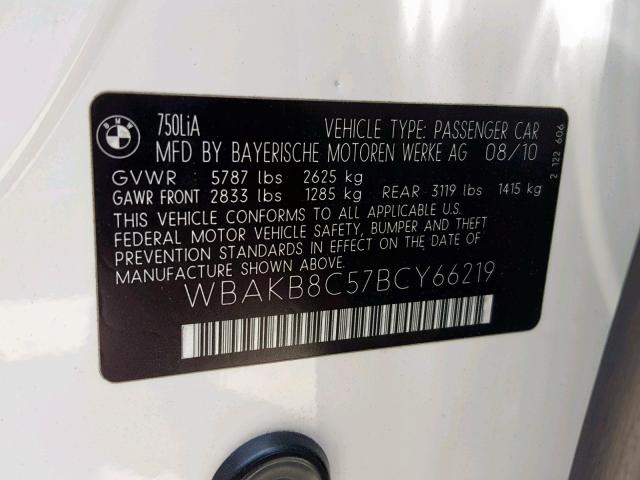 BMW
750LiA VEHICLE TYPE: PASSENGER CAR
MFD BY BAYERISCHE MOTOREN WERKE AG 08/10
GVWR 5787 lbs 2625 kg
GAWR FRONT 2833 lbs 1285 kg REAR 3119 lbs 1415 kg
THIS VEHICLE CONFORMS TO ALL APPLICABLE U.S.
FEDERAL MOTOR VEHICLE SAFETY, BUMPER AND THEFT
PREVENTION STANDARDS IN EFFECT ON THE DATE OF
MANUFACTURE SHOWN ABOVE.
WBAKB8C57BCY66219
2 122 606